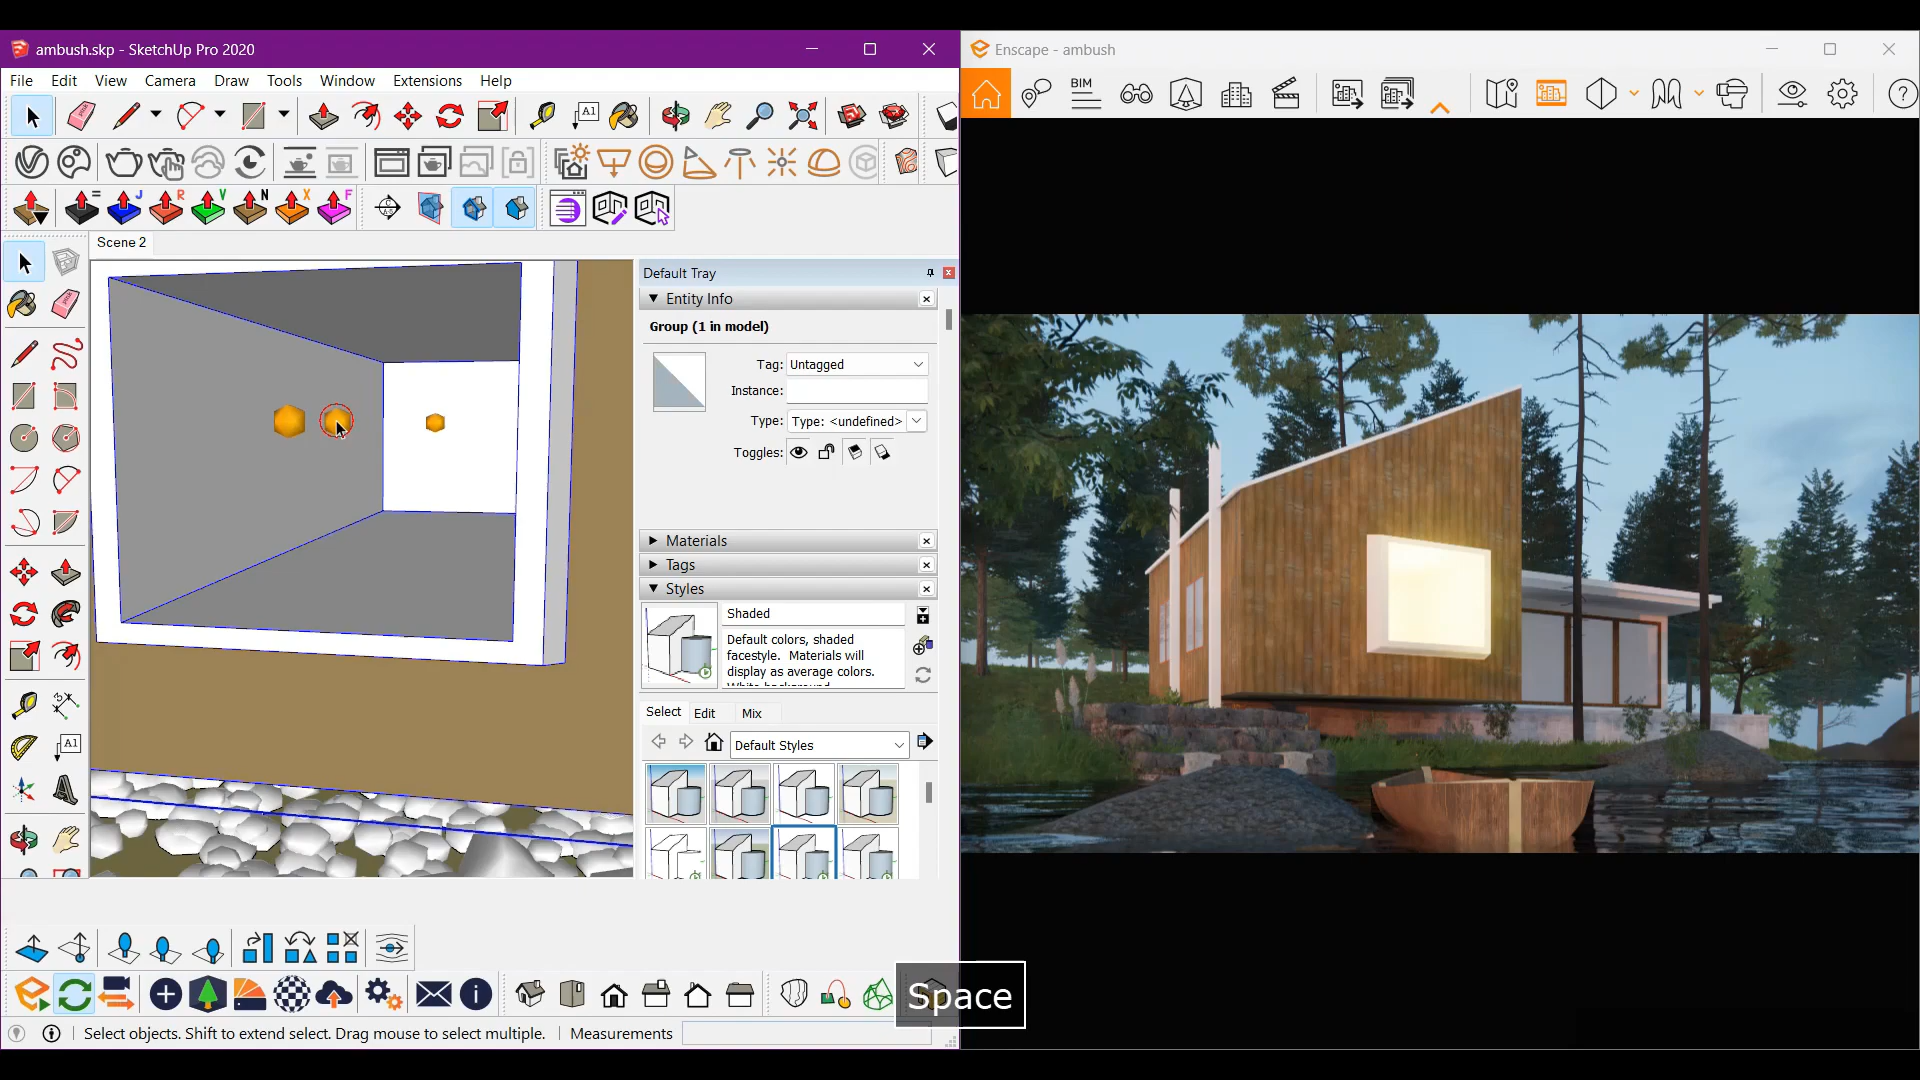 ambush.skp - SketchUp Pro 2020
File Edit View Camera Draw Tools Window Extensions Help
A1
= J R V N X F
Scene 2
Default Tray
Entity Info
Group (1 in model)
Tag: Untagged
Instance:
Type: Type: <undefined>
Toggles:
Materials
Tags
Styles
Shaded
Default colors, shaded
facestyle. Materials will
display as average colors.
Select Edit Mix
Default Styles
A1
Select objects. Shift to extend select. Drag mouse to select multiple. Measurements
Enscape - ambush
BIM
Space